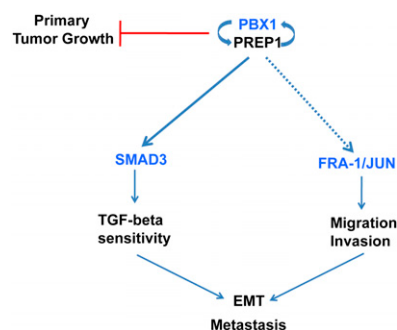 Primary
Tumor Growth
PBX1
PREP1
SMAD3
FRA-1/JUN
TGF-beta
sensitivity
Migration
Invasion
EMT
Metastasis